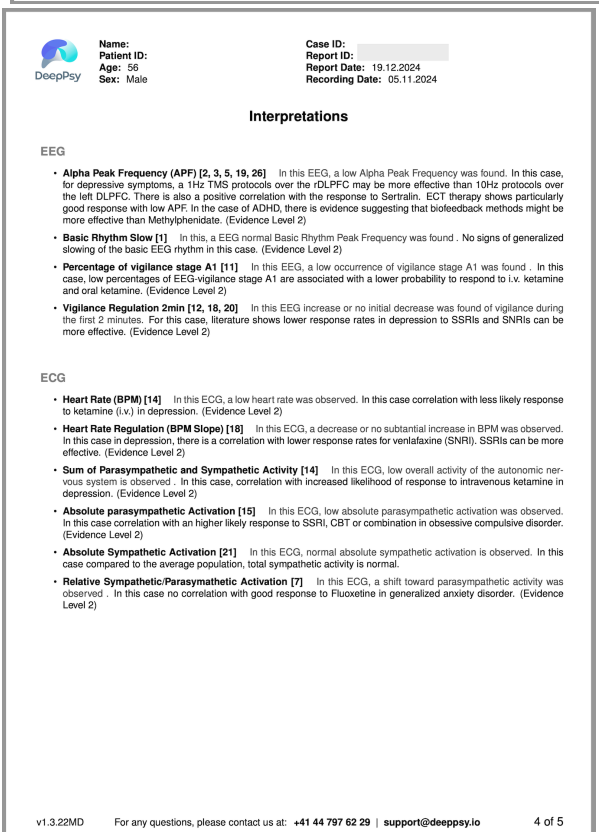 DeepPsy
Name:
Patient ID:
Age: 56
Sex: Male
Case ID:
Report ID:
Report Date: 19.12.2024
Recording Date: 05.11.2024
Interpretations
EEG
• Alpha Peak Frequency (APF) [2, 3, 5, 19, 26] In this EEG, a low Alpha Peak Frequency was found. In this case,
for depressive symptoms, a 1Hz TMS protocols over the rDLPFC may be more effective than 10Hz protocols over
the left DLPFC. There is also a positive correlation with the response to Sertralin. ECT therapy shows particularly
good response with low APF. In the case of ADHD, there is evidence suggesting that biofeedback methods might be
more effective than Methylphenidate. (Evidence Level 2)
• Basic Rhythm Slow [1] In this, a EEG normal Basic Rhythm Peak Frequency was found . No signs of generalized
slowing of the basic EEG rhythm in this case. (Evidence Level 2)
• Percentage of vigilance stage A1 [11] In this EEG, a low occurrence of vigilance stage A1 was found . In this
case, low percentages of EEG-vigilance stage A1 are associated with a lower probability to respond to i.v. ketamine
and oral ketamine. (Evidence Level 2)
• Vigilance Regulation 2min [12, 18, 20] In this EEG increase or no initial decrease was found of vigilance during
the first 2 minutes. For this case, literature shows lower response rates in depression to SSRIs and SNRIs can be
more effective. (Evidence Level 2)
ECG
• Heart Rate (BPM) [14] In this ECG, a low heart rate was observed. In this case correlation with less likely response
to ketamine (i.v.) in depression. (Evidence Level 2)
• Heart Rate Regulation (BPM Slope) [18] In this ECG, a decrease or no subtantial increase in BPM was observed.
In this case in depression, there is a correlation with lower response rates for venlafaxine (SNRI). SSRIs can be more
effective. (Evidence Level 2)
• Sum of Parasympathetic and Sympathetic Activity [14] In this ECG, low overall activity of the autonomic ner-
vous system is observed . In this case, correlation with increased likelihood of response to intravenous ketamine in
depression. (Evidence Level 2)
• Absolute parasympathetic Activation [15] In this ECG, low absolute parasympathetic activation was observed.
In this case correlation with an higher likely response to SSRI, CBT or combination in obsessive compulsive disorder.
(Evidence Level 2)
• Absolute Sympathetic Activation [21] In this ECG, normal absolute sympathetic activation is observed. In this
case compared to the average population, total sympathetic activity is normal.
• Relative Sympathetic/Parasymathetic Activation [7] In this ECG, a shift toward parasympathetic activity was
observed . In this case no correlation with good response to Fluoxetine in generalized anxiety disorder. (Evidence
Level 2)
v1.3.22MD For any questions, please contact us at: +41 44 797 62 29 | support@deeppsy.io 4 of 5